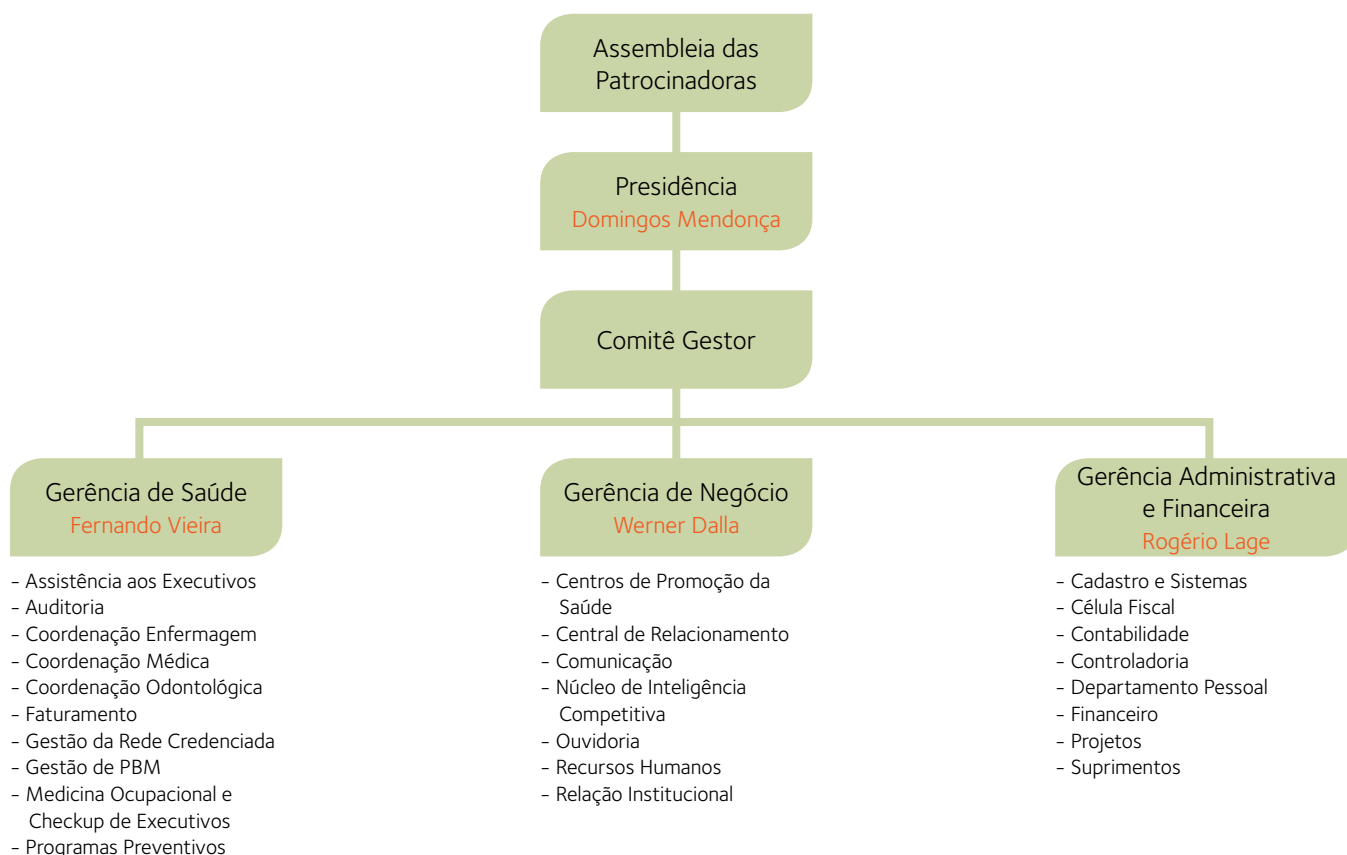 Assembleia das
Patrocinadoras
Presidência
Domingos Mendonça
Comitê Gestor
Gerência de Saúde
Fernando Vieira
- Assistência aos Executivos
- Auditoria
- Coordenação Enfermagem
- Coordenação Médica
- Coordenação Odontológica
- Faturamento
- Gestão da Rede Credenciada
- Gestão de PBM
- Medicina Ocupacional e
Checkup de Executivos
- Programas Preventivos
Gerência de Negócio
Werner Dalla
- Centros de Promoção da
Saúde
- Central de Relacionamento
- Comunicação
- Núcleo de Inteligência
Competitiva
- Ouvidoria
- Recursos Humanos
- Relação Institucional
Gerência Administrativa
e Financeira
Rogério Lage
- Cadastro e Sistemas
- Célula Fiscal
- Contabilidade
- Controladoria
- Departamento Pessoal
- Financeiro
- Projetos
- Suprimentos